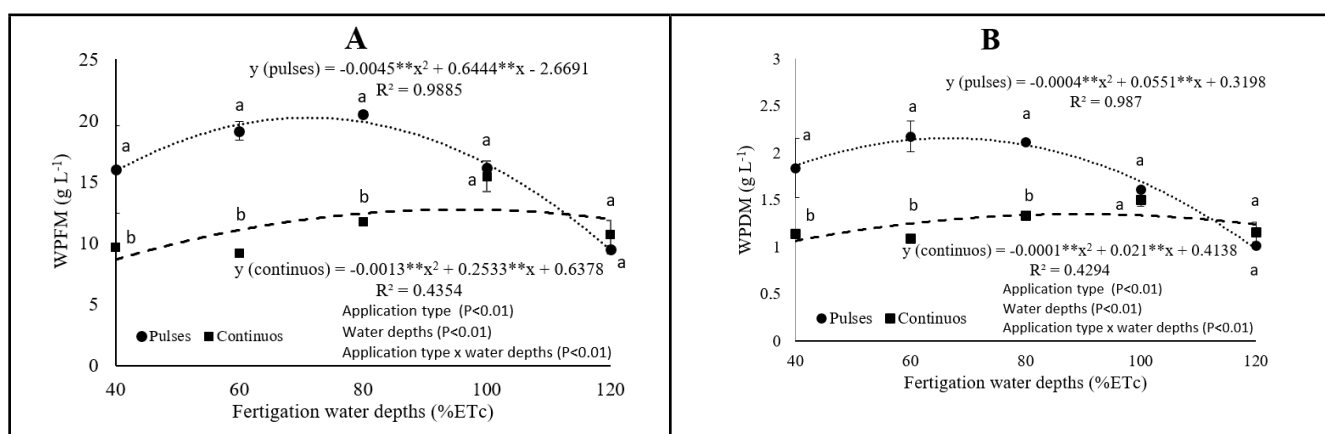 A
25
20
15
10
5
0
WPFM (g L⁻¹)
y (pulses) = -0.0045**x² + 0.6444**x - 2.6691
R² = 0.9885
a
a
a
a
a
a
b
b
b
a
y (continuos) = -0.0013**x² + 0.2533**x + 0.6378
R² = 0.4354
Application type (P<0.01)
Water depths (P<0.01)
Application type x water depths (P<0.01)
Pulses
Continuos
40 60 80 100 120
Fertigation water depths (%ETc)
B
3
2.5
2
1.5
1
0.5
0
WPDM (g L⁻¹)
y (pulses) = -0.0004**x² + 0.0551**x + 0.3198
R² = 0.987
a
a
a
a
a
b
b
b
a
a
y (continuos) = -0.0001**x² + 0.021**x + 0.4138
R² = 0.4294
Application type (P<0.01)
Water depths (P<0.01)
Application type x water depths (P<0.01)
Pulses
Continuos
40 60 80 100 120
Fertigation water depths (%ETc)